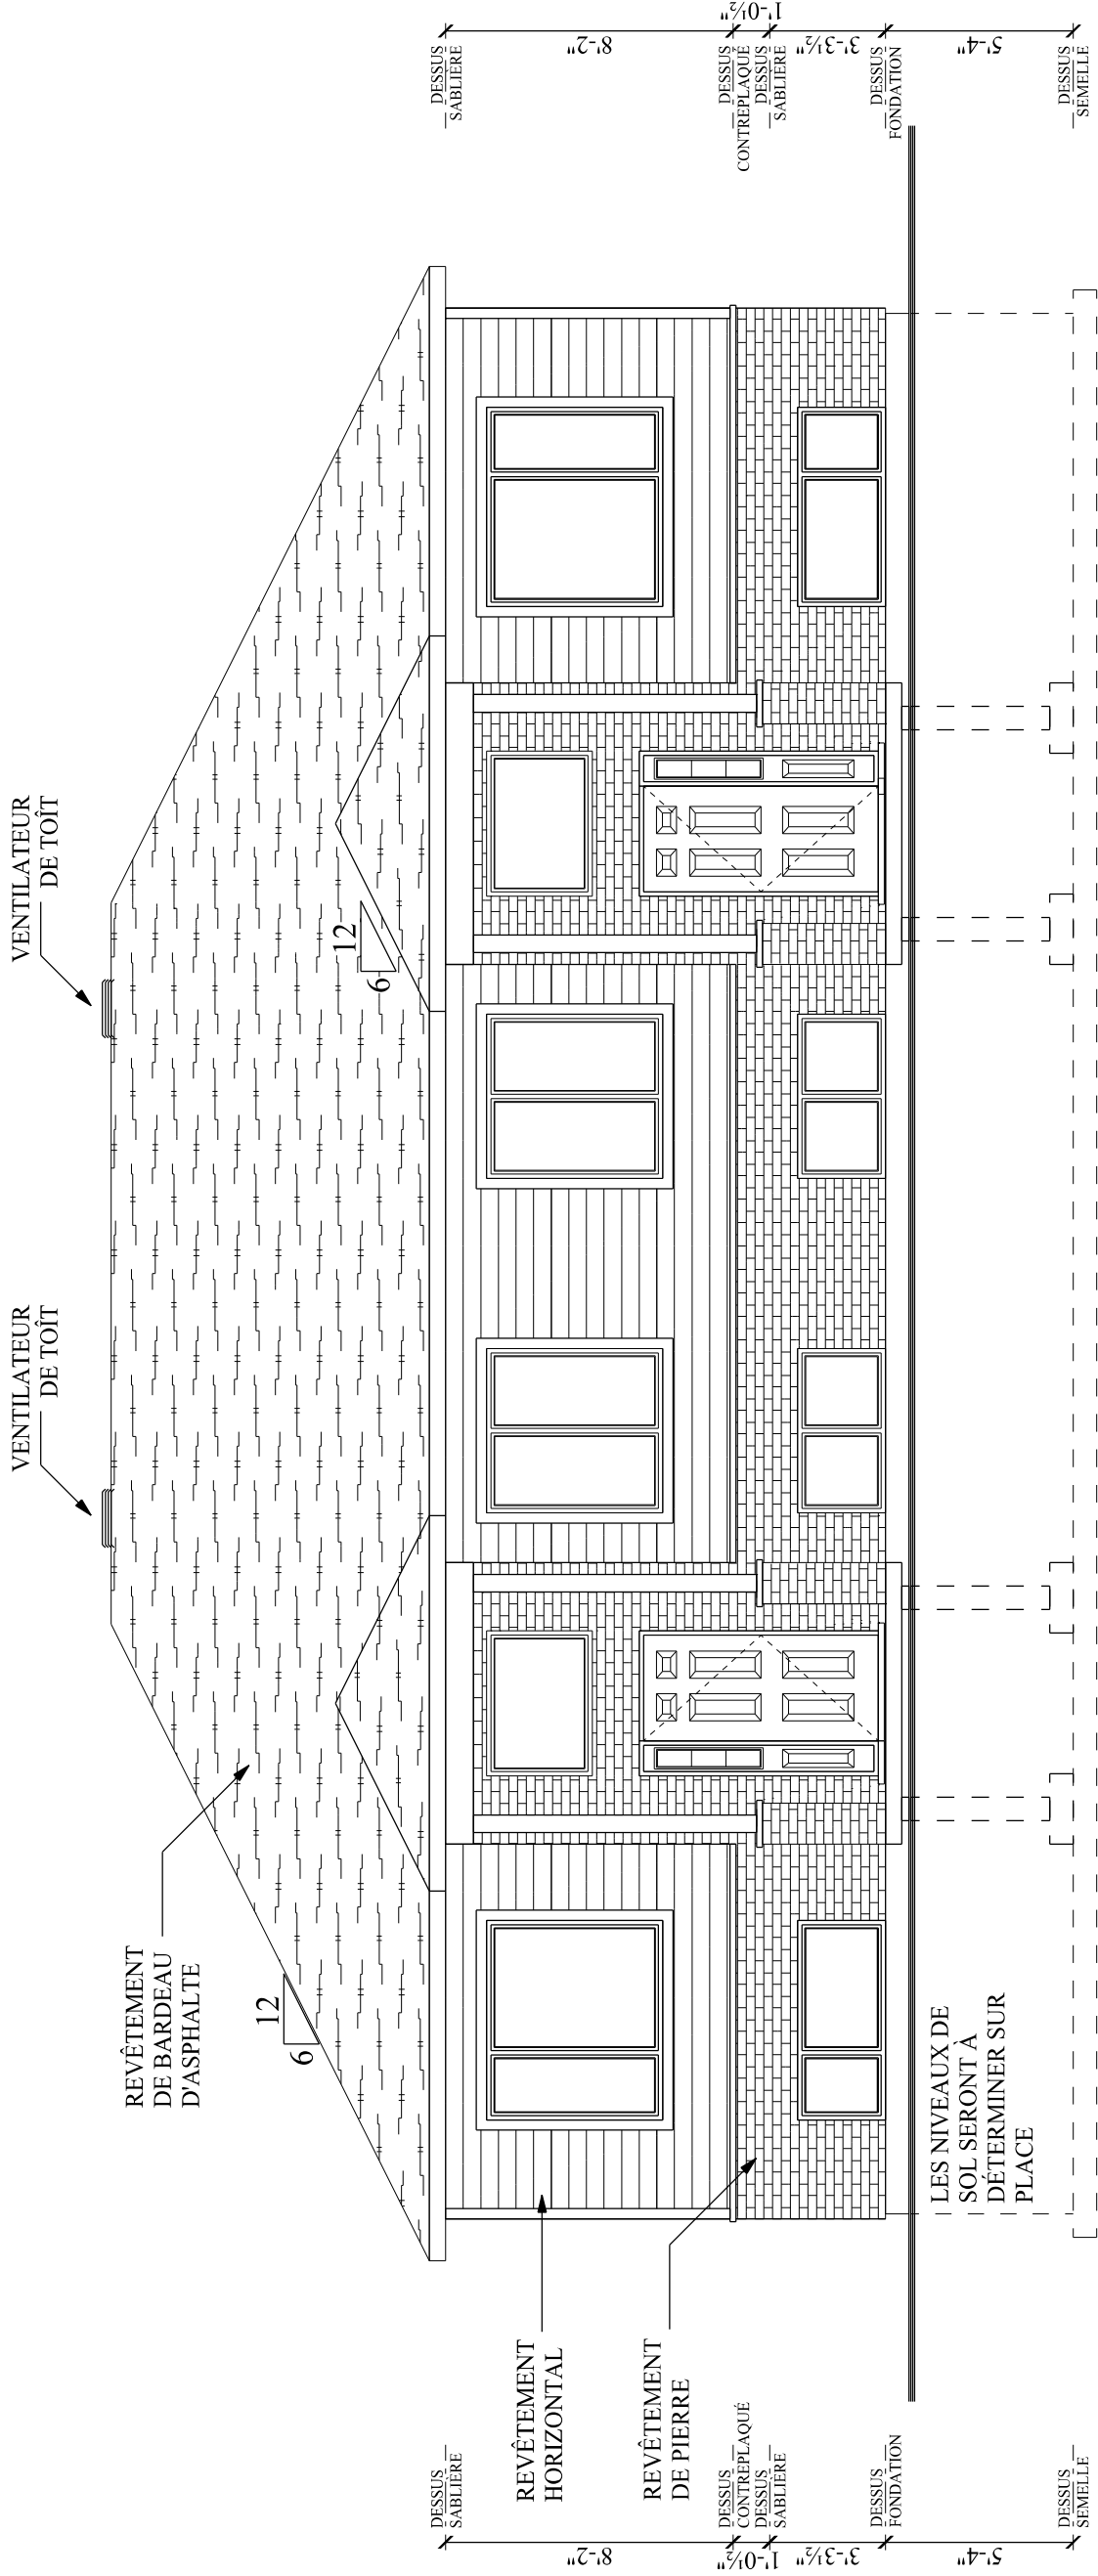 VENTILATEUR
DE TOÎT
VENTILATEUR
DE TOÎT
REVÊTEMENT
DE BARDEAU
D'ASPHALTE
12
6
12
6
REVÊTEMENT
HORIZONTAL
REVÊTEMENT
DE PIERRE
LES NIVEAUX DE
SOL SERONT À
DÉTERMINER SUR
PLACE
DESSUS
SABLIÈRE
8'-2"
DESSUS
CONTREPLAQUÉ
1'-0½"
DESSUS
SABLIÈRE
3'-3½"
DESSUS
FONDATION
5'-4"
DESSUS
SEMELLE
DESSUS
SABLIÈRE
8'-2"
DESSUS
CONTREPLAQUÉ
1'-0½"
DESSUS
SABLIÈRE
3'-3½"
DESSUS
FONDATION
5'-4"
DESSUS
SEMELLE